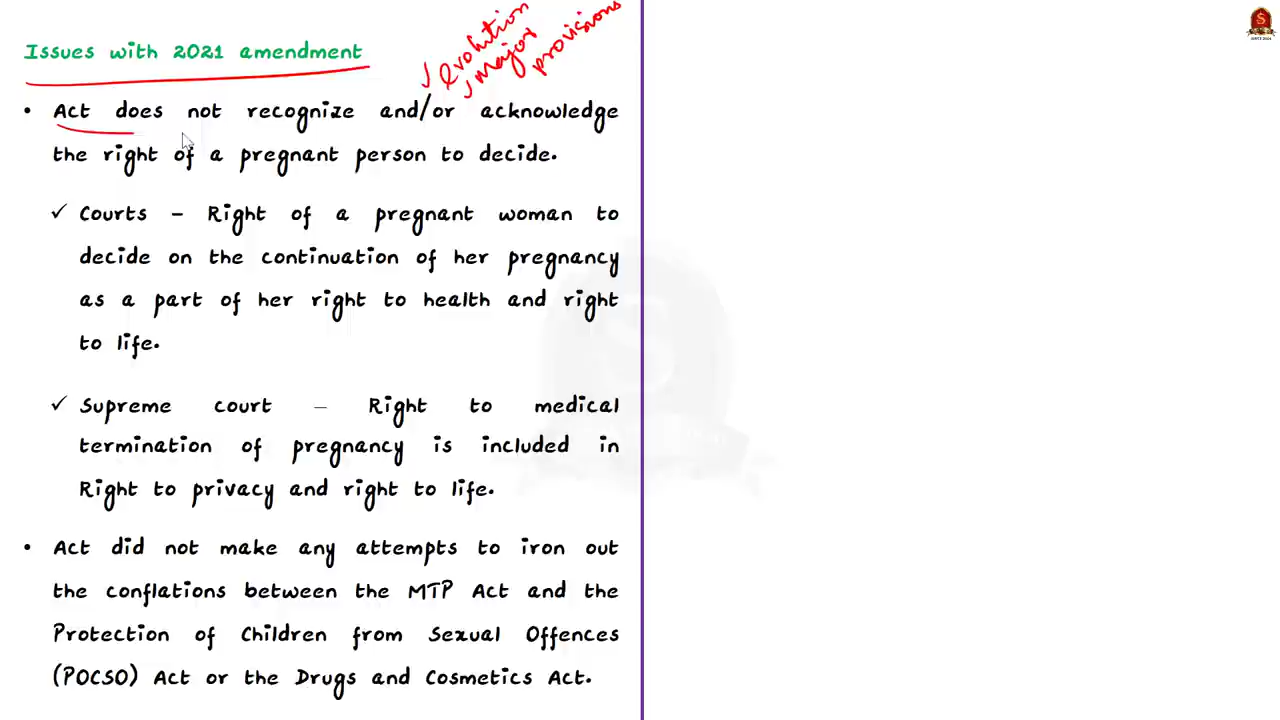 Issues with 2021 amendment
✓ evolution
✓ Major provisions
• Act does not recognize and/or acknowledge
the right of a pregnant person to decide.
✓ Courts – Right of a pregnant woman to
decide on the continuation of her pregnancy
as a part of her right to health and right
to life.
✓ Supreme court – Right to medical
termination of pregnancy is included in
Right to privacy and right to life.
• Act did not make any attempts to iron out
the conflations between the MTP Act and the
Protection of Children from Sexual Offences
(POCSO) Act or the Drugs and Cosmetics Act.